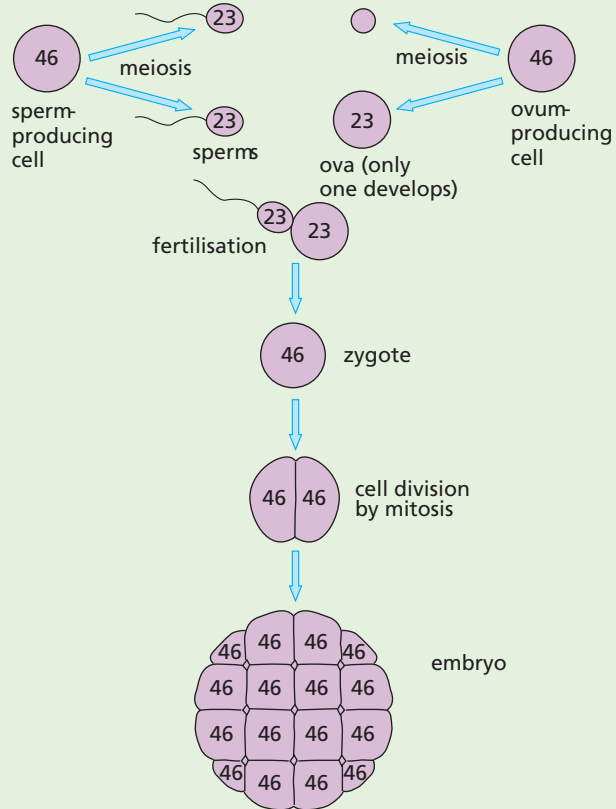 23
46
meiosis
meiosis
46
sperm-
producing
cell
23
sperms
23
ova (only
one develops)
ovum-
producing
cell
23 23
fertilisation
46
zygote
46 46
cell division
by mitosis
46 46 46 46
46 46 46 46
46 46 46 46
46 46 46 46
embryo